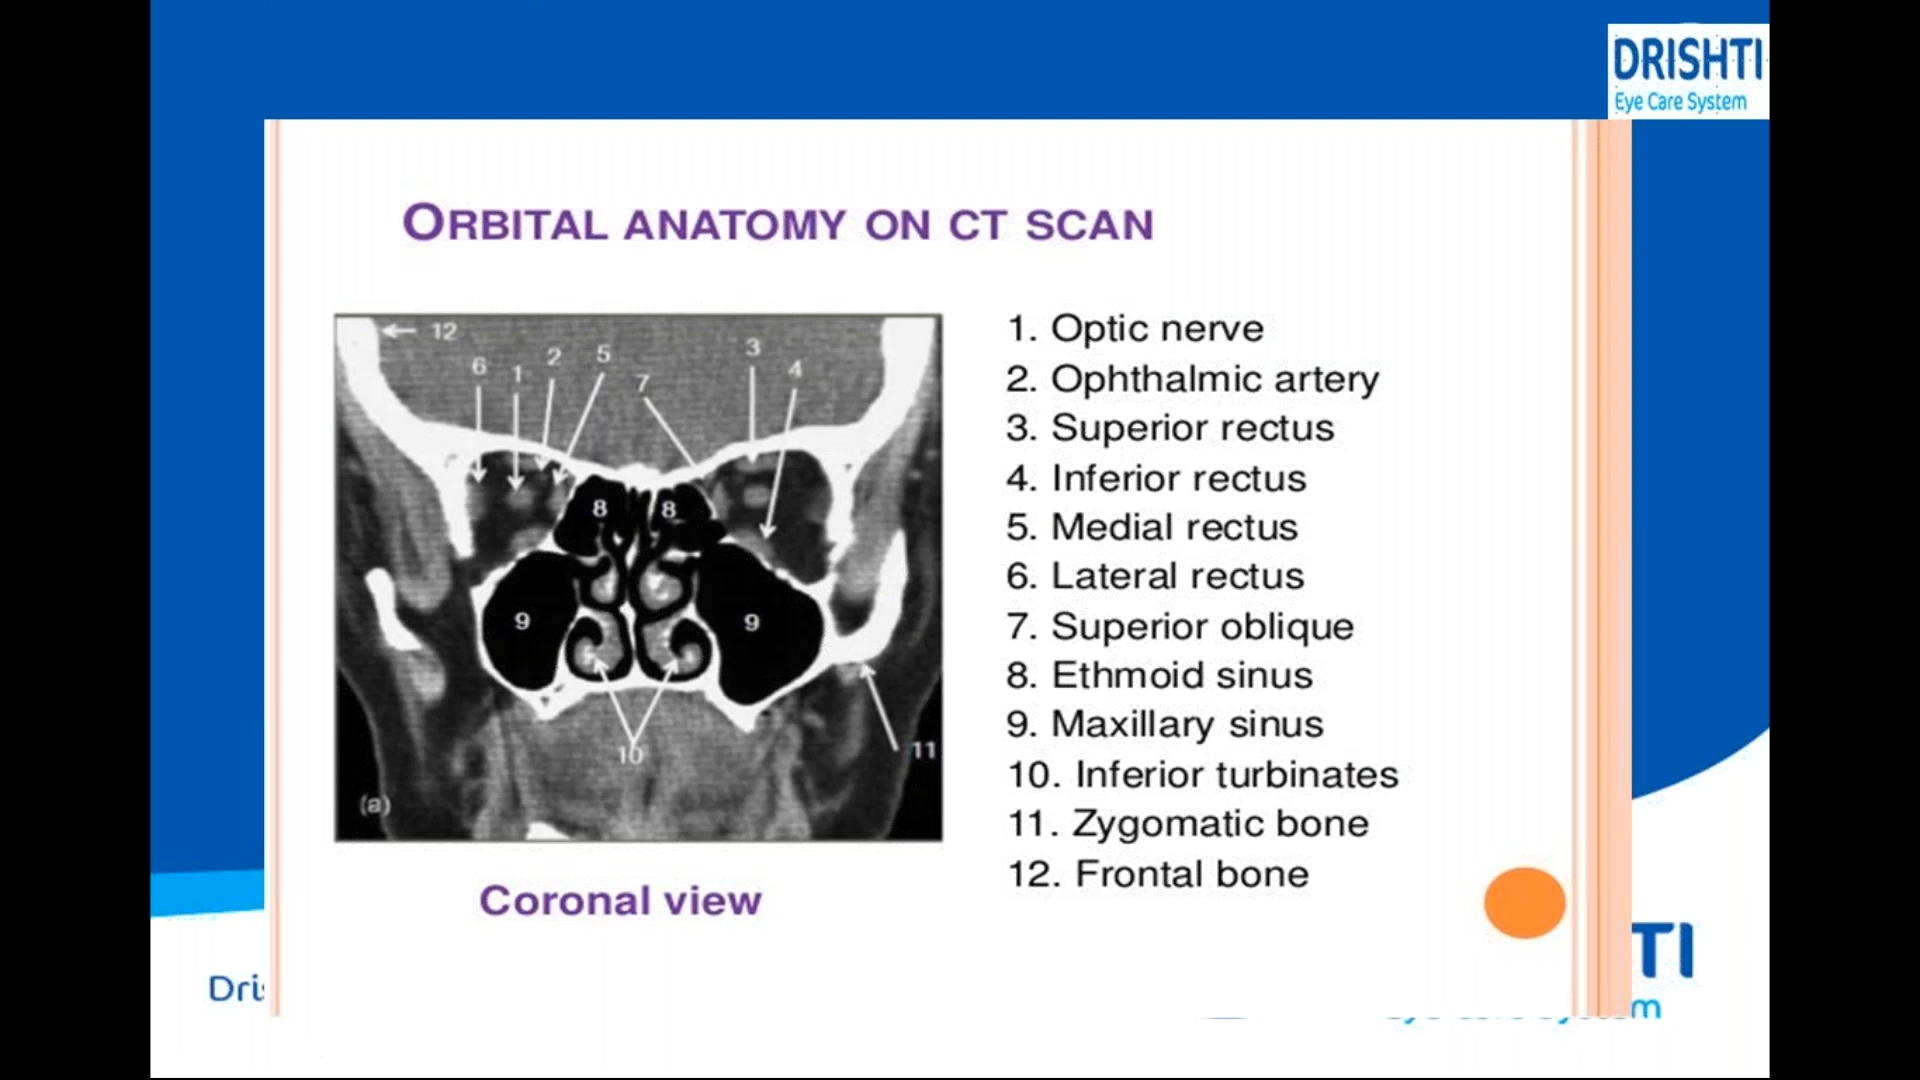 DRISHTI
Eye Care System
ORBITAL ANATOMY ON CT SCAN
12
6 1 2 5 7 3 4
8 8
9 9
10
11
(a)
Coronal view
1. Optic nerve
2. Ophthalmic artery
3. Superior rectus
4. Inferior rectus
5. Medial rectus
6. Lateral rectus
7. Superior oblique
8. Ethmoid sinus
9. Maxillary sinus
10. Inferior turbinates
11. Zygomatic bone
12. Frontal bone
TI